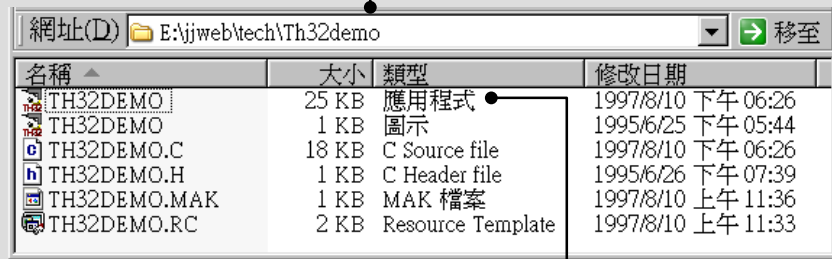 網址(D) E:\jjweb\tech\Th32demo 移至
名稱 大小 類型 修改日期
TH32DEMO 25 KB 應用程式 1997/8/10 下午 06:26
TH32DEMO 1 KB 圖示 1995/6/25 下午 05:44
TH32DEMO.C 18 KB C Source file 1997/8/10 下午 06:26
TH32DEMO.H 1 KB C Header file 1995/6/26 下午 07:39
TH32DEMO.MAK 1 KB MAK 檔案 1997/8/10 上午 11:36
TH32DEMO.RC 2 KB Resource Template 1997/8/10 上午 11:33